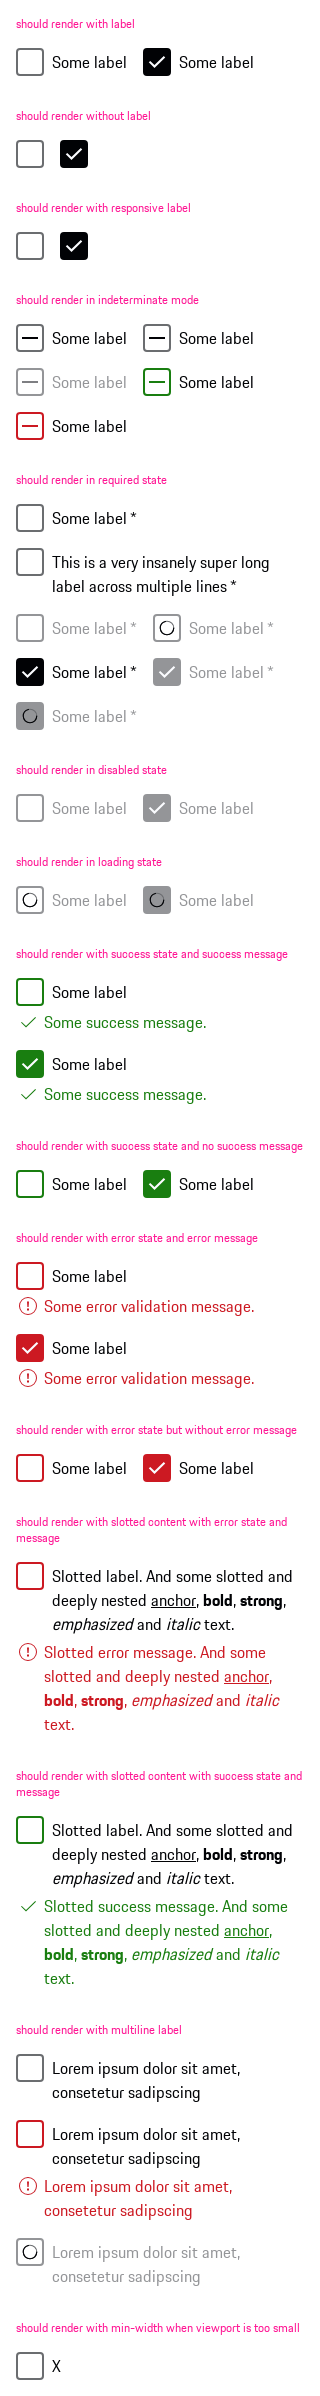 should render with label
Some label Some label
should render without label
should render with responsive label
should render in indeterminate mode
Some label Some label
Some label Some label
Some label
should render in required state
Some label *
This is a very insanely super long
label across multiple lines *
Some label * Some label *
Some label * Some label *
Some label *
should render in disabled state
Some label Some label
should render in loading state
Some label Some label
should render with success state and success message
Some label
Some success message.
Some label
Some success message.
should render with success state and no success message
Some label Some label
should render with error state and error message
Some label
Some error validation message.
Some label
Some error validation message.
should render with error state but without error message
Some label Some label
should render with slotted content with error state and
message
Slotted label. And some slotted and
deeply nested anchor, bold, strong,
emphasized and italic text.
Slotted error message. And some
slotted and deeply nested anchor,
bold, strong, emphasized and italic
text.
should render with slotted content with success state and
message
Slotted label. And some slotted and
deeply nested anchor, bold, strong,
emphasized and italic text.
Slotted success message. And some
slotted and deeply nested anchor,
bold, strong, emphasized and italic
text.
should render with multiline label
Lorem ipsum dolor sit amet,
consetetur sadipscing
Lorem ipsum dolor sit amet,
consetetur sadipscing
Lorem ipsum dolor sit amet,
consetetur sadipscing
Lorem ipsum dolor sit amet,
consetetur sadipscing
should render with min-width when viewport is too small
X